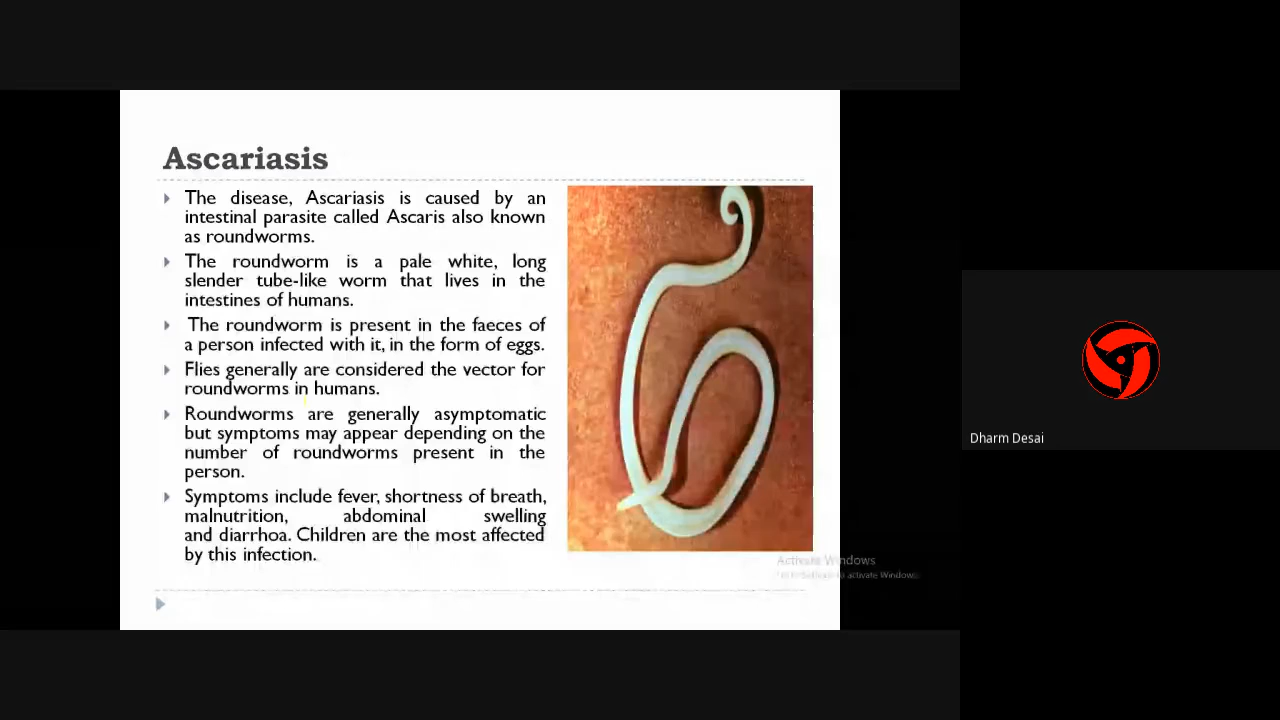 Ascariasis
The disease, Ascariasis is caused by an
intestinal parasite called Ascaris also known
as roundworms.
The roundworm is a pale white, long
slender tube-like worm that lives in the
intestines of humans.
The roundworm is present in the faeces of
a person infected with it, in the form of eggs.
Flies generally are considered the vector for
roundworms in humans.
Roundworms are generally asymptomatic
but symptoms may appear depending on the
number of roundworms present in the
person.
Symptoms include fever, shortness of breath,
malnutrition, abdominal swelling
and diarrhoea. Children are the most affected
by this infection.
Activate Windows
to activate Windows.
Dharm Desai